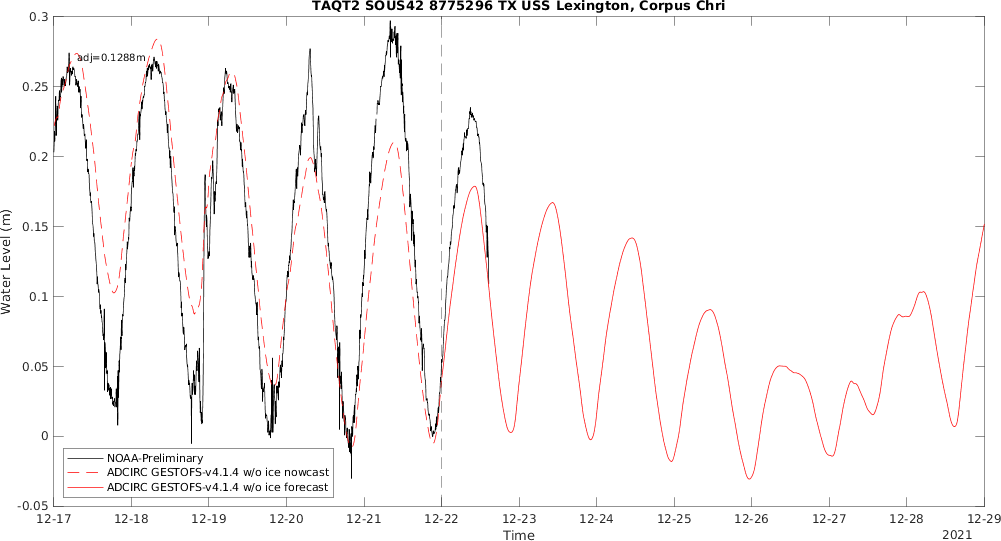 TAQT2 SOUS42 8775296 TX USS Lexington, Corpus Chri
0.3
adj=0.1288m
0.25
0.2
0.15
0.1
0.05
0
-0.05
Water Level (m)
NOAA-Preliminary
ADCIRC GESTOFS-v4.1.4 w/o ice nowcast
ADCIRC GESTOFS-v4.1.4 w/o ice forecast
12-17 12-18 12-19 12-20 12-21 12-22 12-23 12-24 12-25 12-26 12-27 12-28 12-29
Time
2021